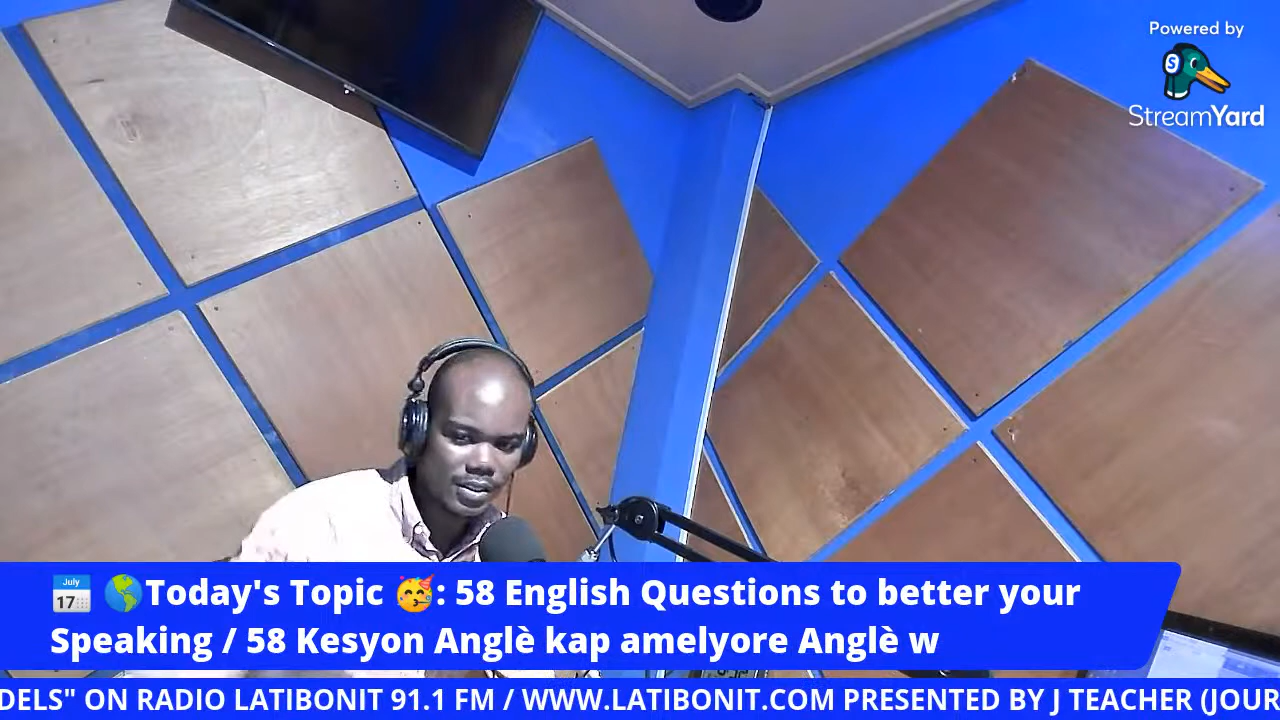 Powered by
StreamYard
July
17
Today's Topic 🥳: 58 English Questions to better your
Speaking / 58 Kesyon Anglè kap amelyore Anglè w
DELS" ON RADIO LATIBONIT 91.1 FM / WWW.LATIBONIT.COM PRESENTED BY J TEACHER (JOUR